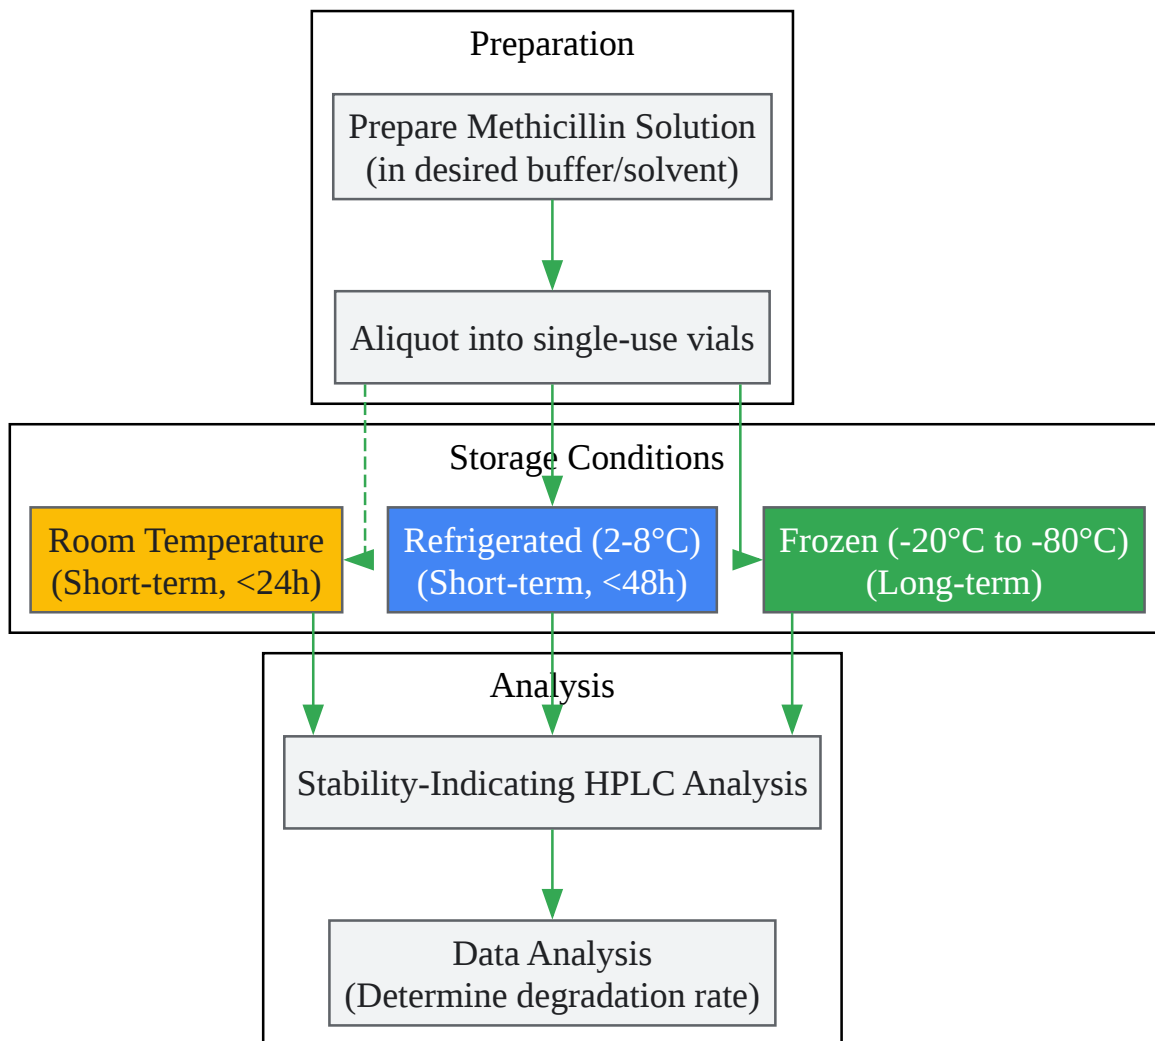 Preparation
Prepare Methicillin Solution
(in desired buffer/solvent)
Aliquot into single-use vials
Storage Conditions
Room Temperature
(Short-term, <24h)
Refrigerated (2-8°C)
(Short-term, <48h)
Frozen (-20°C to -80°C)
(Long-term)
Analysis
Stability-Indicating HPLC Analysis
Data Analysis
(Determine degradation rate)